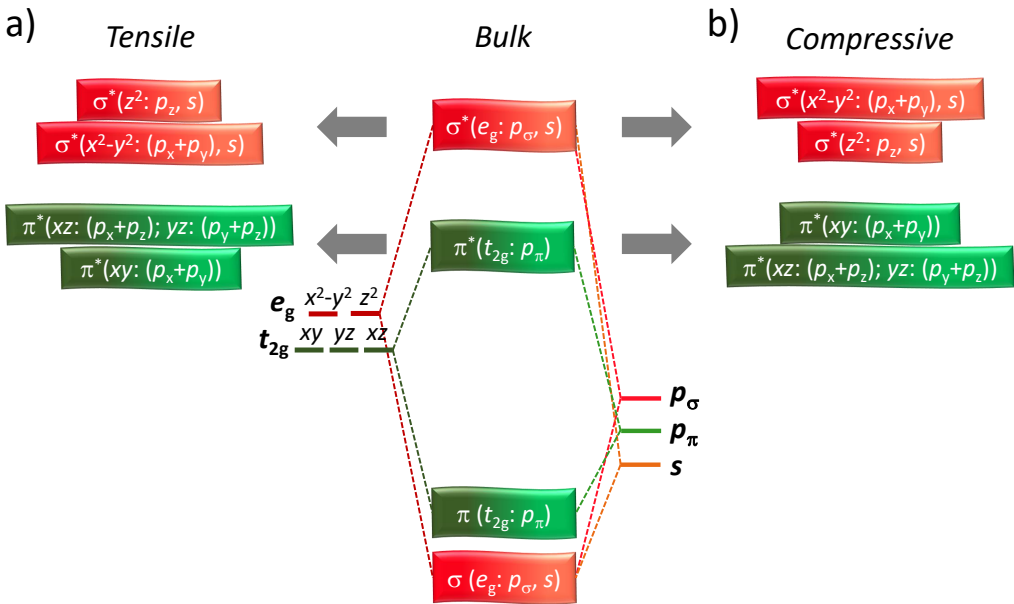 a)
Tensile
Bulk
b)
Compressive
σ*(z²: pz, s)
σ*(x²-y²: (px+py), s)
π*(xz: (px+pz); yz: (py+pz))
π*(xy: (px+py))
σ*(eg: pσ, s)
π*(t2g: pπ)
σ*(x²-y²: (px+py), s)
σ*(z²: pz, s)
π*(xy: (px+py))
π*(xz: (px+pz); yz: (py+pz))
eg x²-y² z²
t2g xy yz xz
pσ
pπ
s
π (t2g: pπ)
σ (eg: pσ, s)